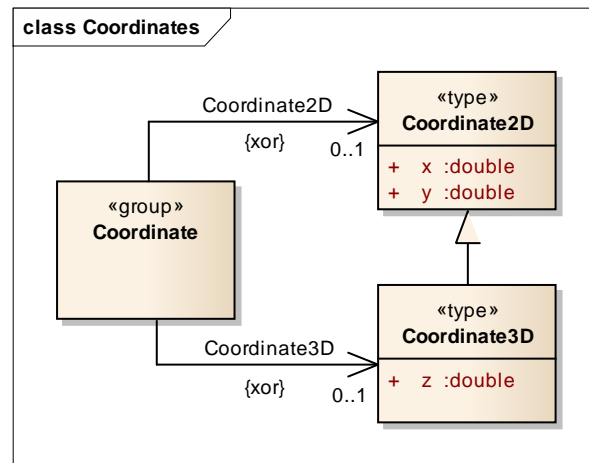 class Coordinates
Coordinate2D
{xor}
0..1
«type»
Coordinate2D
+ x :double
+ y :double
«group»
Coordinate
Coordinate3D
{xor}
0..1
«type»
Coordinate3D
+ z :double